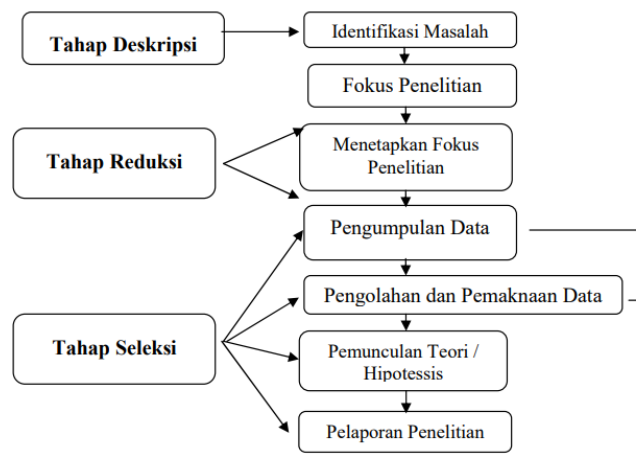 Tahap Deskripsi
Identifikasi Masalah
Fokus Penelitian
Tahap Reduksi
Menetapkan Fokus
Penelitian
Pengumpulan Data
Pengolahan dan Pemaknaan Data
Tahap Seleksi
Pemunculan Teori /
Hipotessis
Pelaporan Penelitian